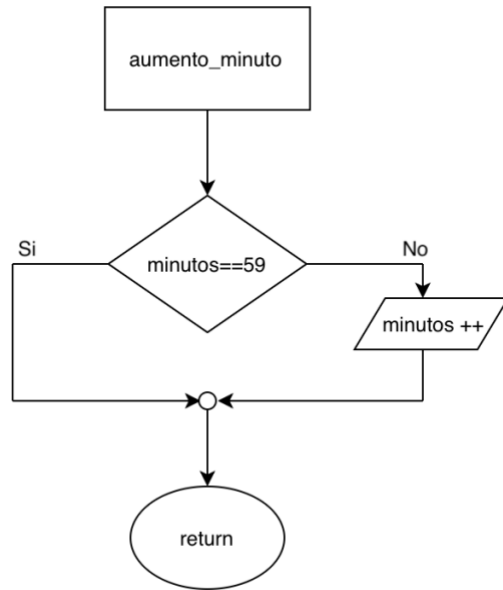 aumento_minuto
minutos==59
Si
No
minutos ++
return